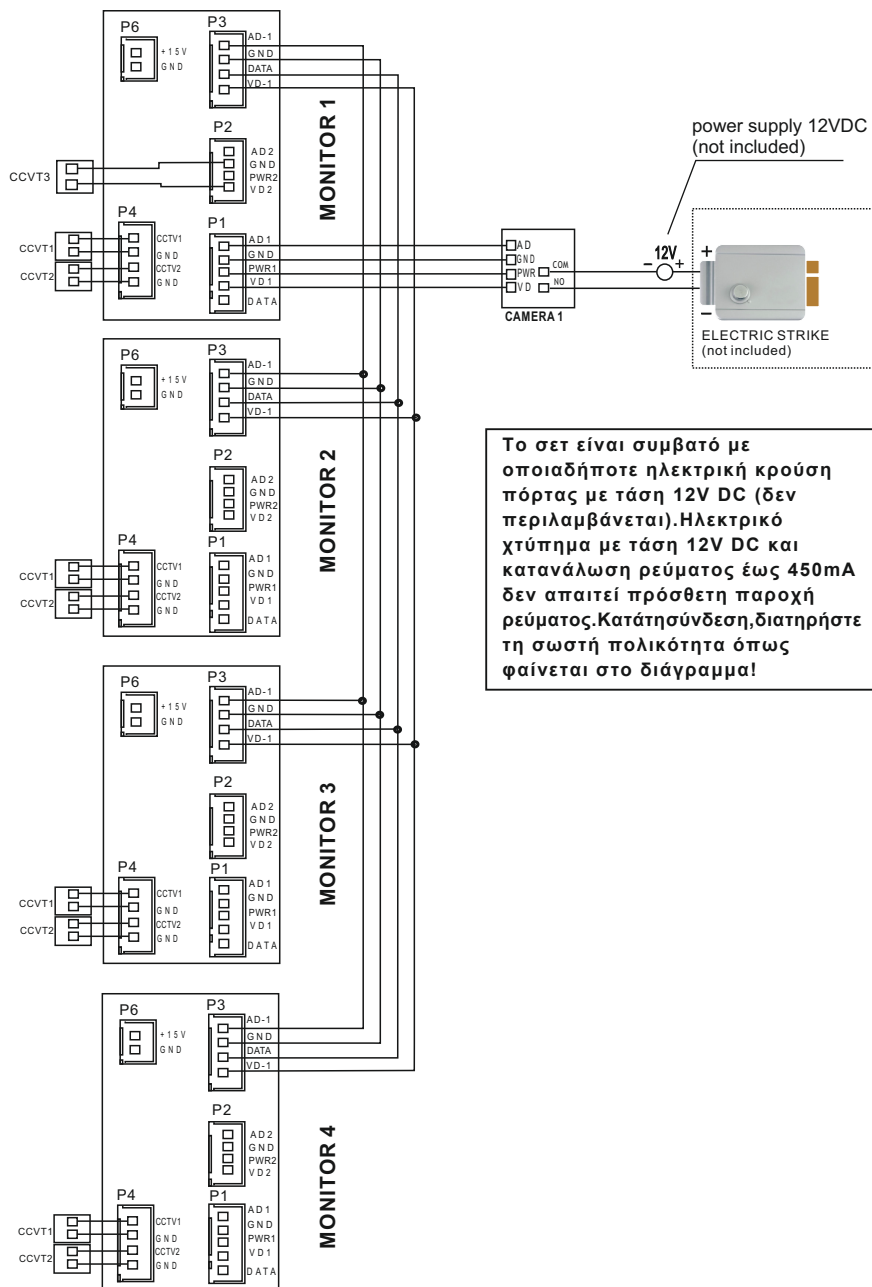 P6
+15V
GND
P3
AD-1
GND
DATA
VD-1
MONITOR 1
P2
AD2
GND
PWR2
VD2
CCVT3
P4
CCTV1
GND
CCTV2
GND
CCVT1
CCVT2
P1
AD1
GND
PWR1
VD1
DATA
AD
GND
PWR
VD
COM
NO
CAMERA 1
power supply 12VDC
(not included)
- 12V +
+
-
ELECTRIC STRIKE
(not included)
P6
+15V
GND
P3
AD-1
GND
DATA
VD-1
MONITOR 2
P2
AD2
GND
PWR2
VD2
P4
CCTV1
GND
CCTV2
GND
CCVT1
CCVT2
P1
AD1
GND
PWR1
VD1
DATA
Το σετ είναι συμβατό με
οποιαδήποτε ηλεκτρική κρούση
πόρτας με τάση 12V DC (δεν
περιλαμβάνεται).Ηλεκτρικό
χτύπημα με τάση 12V DC και
κατανάλωση ρεύματος έως 450mA
δεν απαιτεί πρόσθετη παροχή
ρεύματος.Κατάτησύνδεση,διατηρήστε
τη σωστή πολικότητα όπως
φαίνεται στο διάγραμμα!
P6
+15V
GND
P3
AD-1
GND
DATA
VD-1
MONITOR 3
P2
AD2
GND
PWR2
VD2
P4
CCTV1
GND
CCTV2
GND
CCVT1
CCVT2
P1
AD1
GND
PWR1
VD1
DATA
P6
+15V
GND
P3
AD-1
GND
DATA
VD-1
MONITOR 4
P2
AD2
GND
PWR2
VD2
P4
CCTV1
GND
CCTV2
GND
CCVT1
CCVT2
P1
AD1
GND
PWR1
VD1
DATA